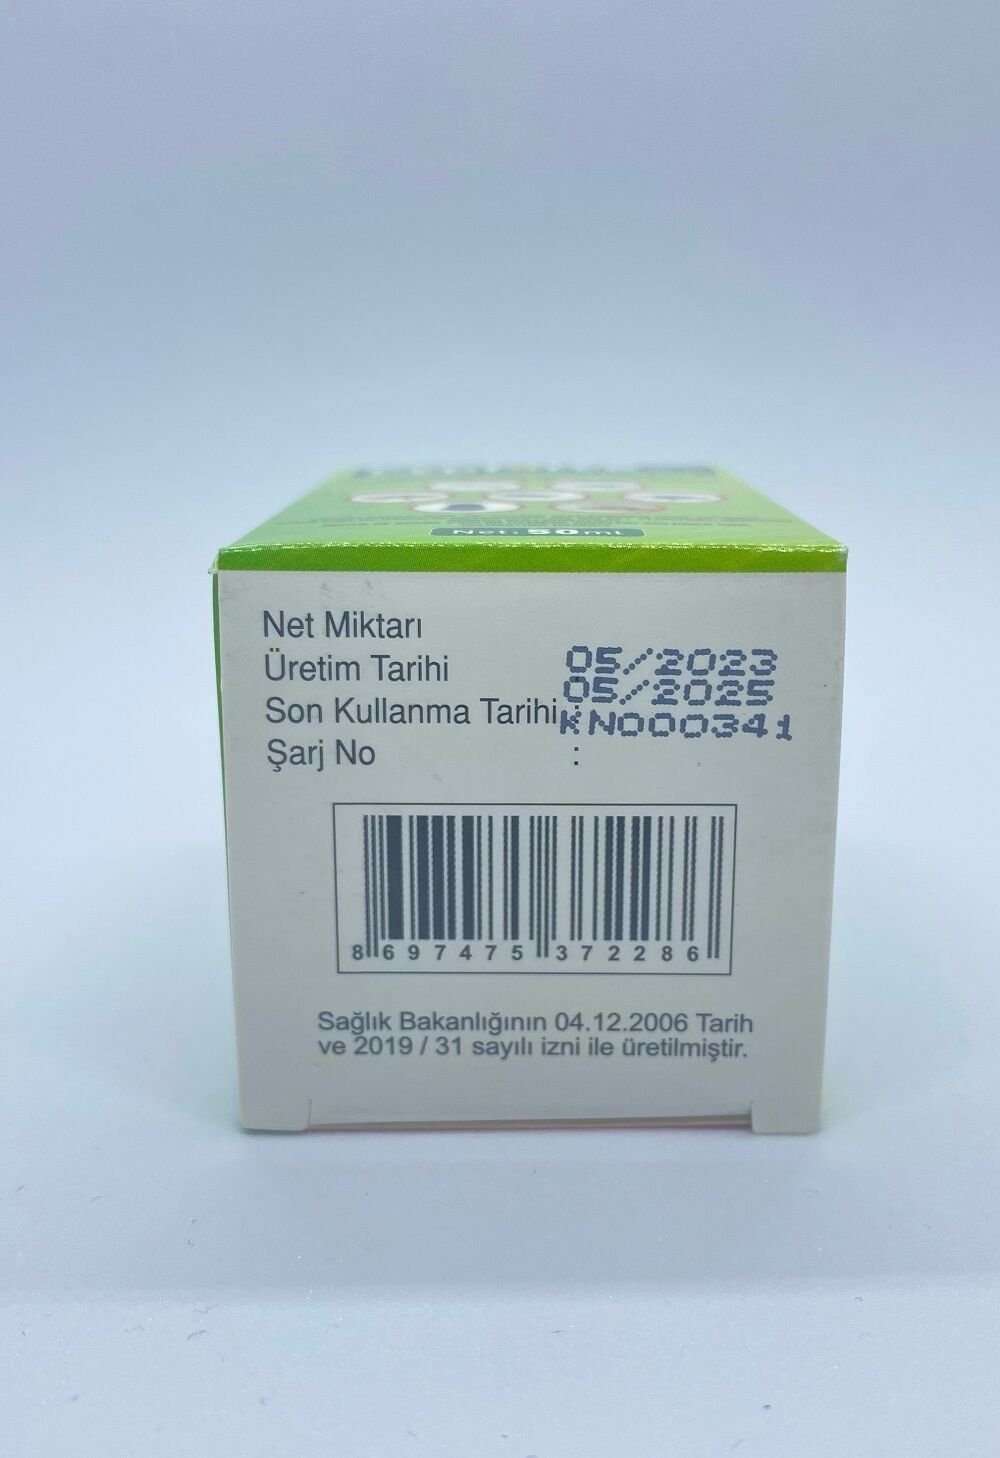 Net: 50 ml
Net Miktarı
Üretim Tarihi 05/2023
05/2025
Son Kullanma Tarihi : KN000341
Şarj No :
8 697475 372286
Sağlık Bakanlığının 04.12.2006 Tarih
ve 2019 / 31 sayılı izni ile üretilmiştir.